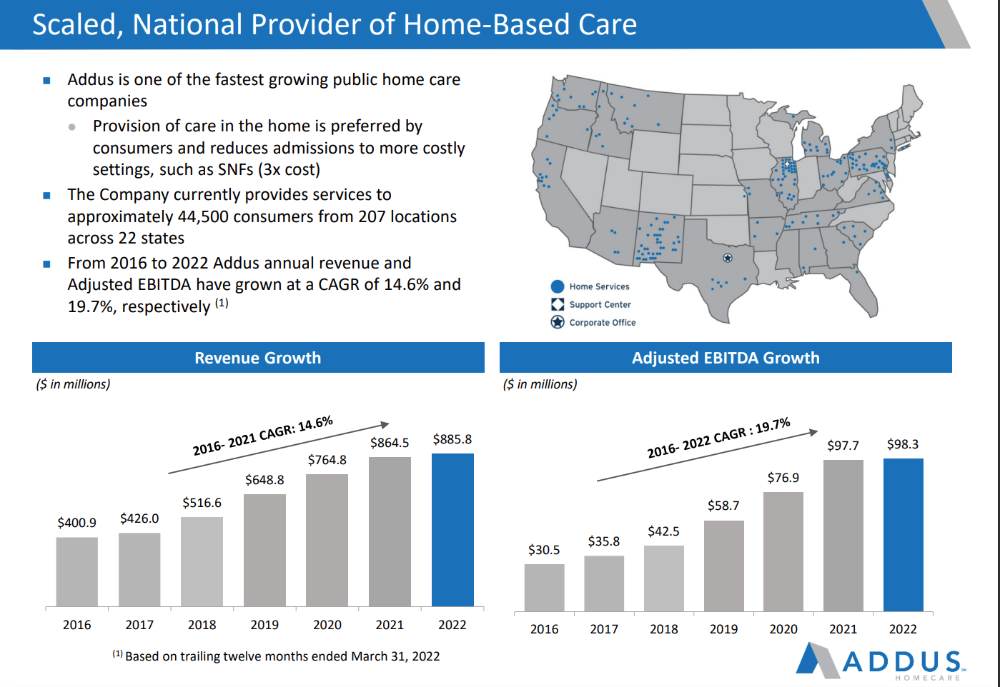 Scaled, National Provider of Home-Based Care
■ Addus is one of the fastest growing public home care
companies
● Provision of care in the home is preferred by
consumers and reduces admissions to more costly
settings, such as SNFs (3x cost)
■ The Company currently provides services to
approximately 44,500 consumers from 207 locations
across 22 states
■ From 2016 to 2022 Addus annual revenue and
Adjusted EBITDA have grown at a CAGR of 14.6% and
19.7%, respectively (1)
Home Services
Support Center
Corporate Office
Revenue Growth
($ in millions)
2016- 2021 CAGR: 14.6%
$400.9
$426.0
$516.6
$648.8
$764.8
$864.5
$885.8
2016
2017
2018
2019
2020
2021
2022
(1) Based on trailing twelve months ended March 31, 2022
Adjusted EBITDA Growth
($ in millions)
2016- 2022 CAGR : 19.7%
$30.5
$35.8
$42.5
$58.7
$76.9
$97.7
$98.3
2016
2017
2018
2019
2020
2021
2022
ADDUS℠
HOMECARE